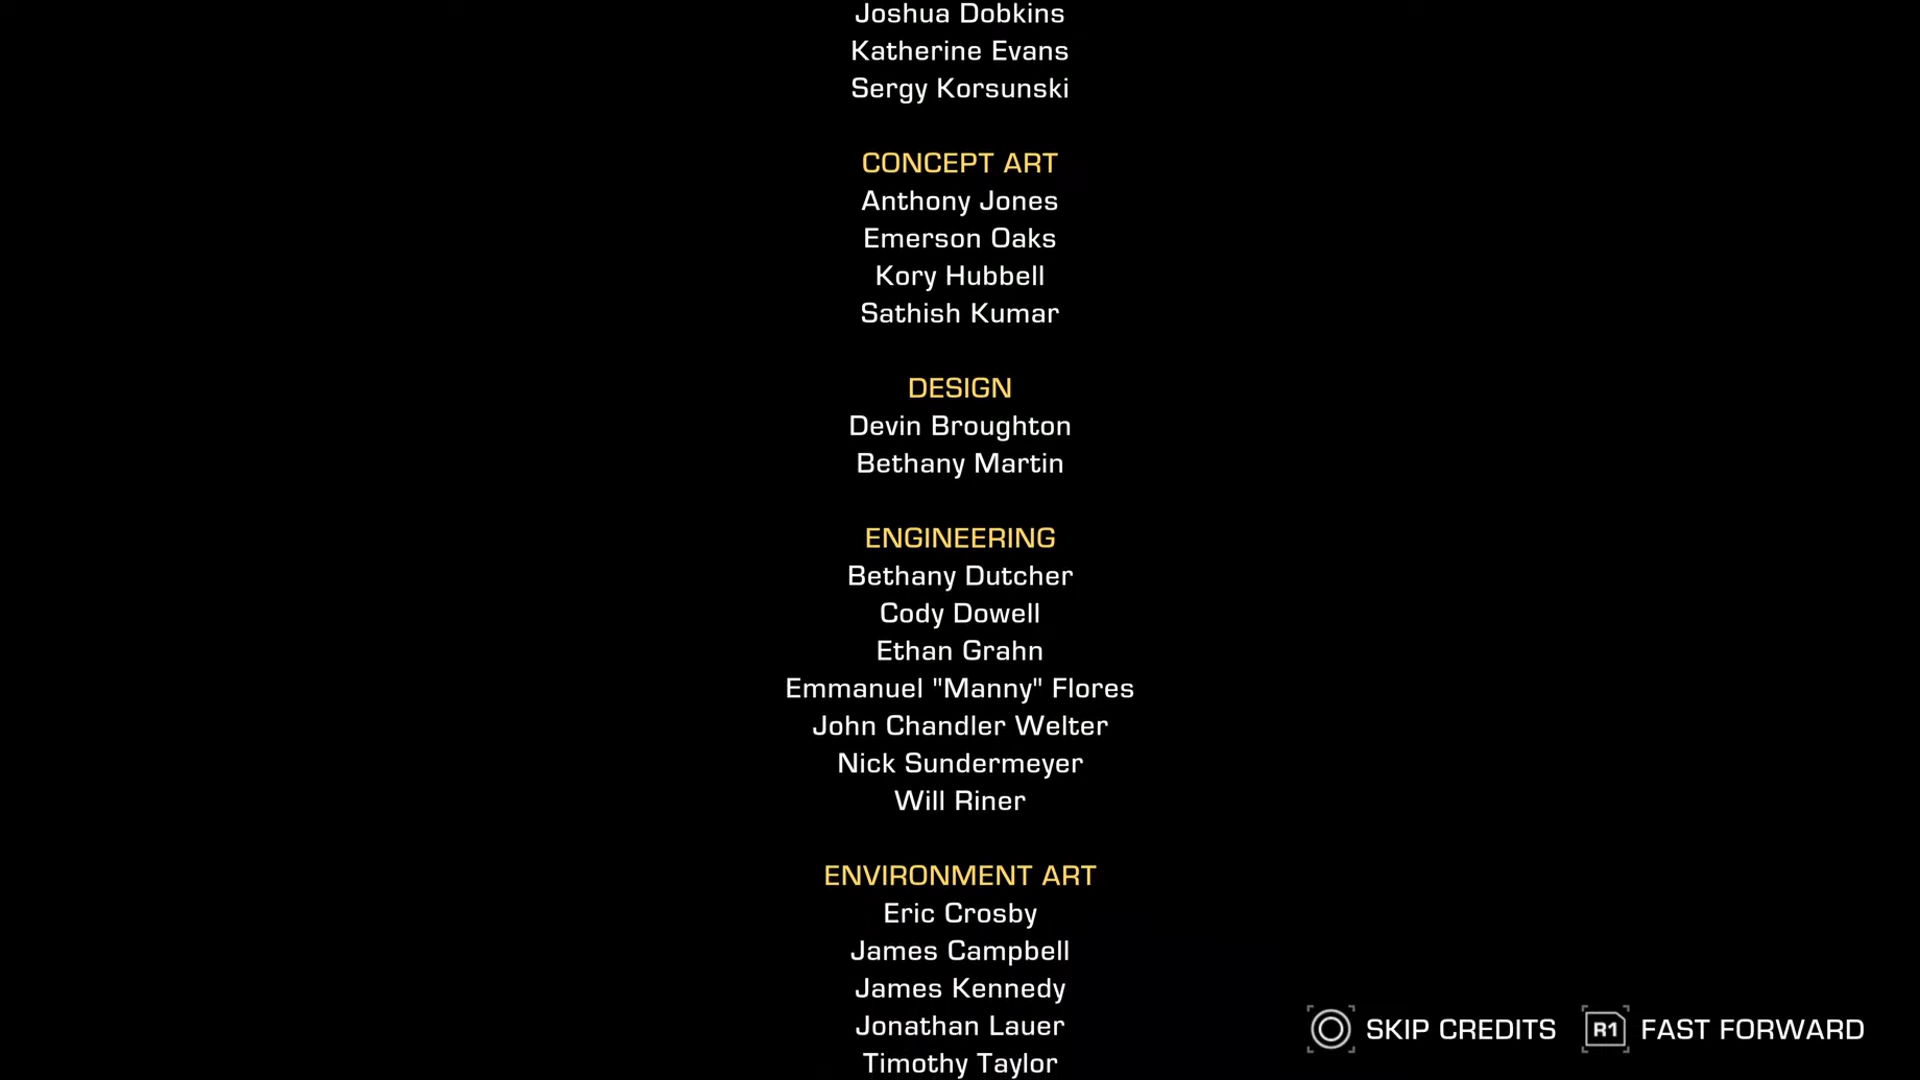 Joshua Dobkins
Katherine Evans
Sergy Korsunski
CONCEPT ART
Anthony Jones
Emerson Oaks
Kory Hubbell
Sathish Kumar
DESIGN
Devin Broughton
Bethany Martin
ENGINEERING
Bethany Dutcher
Cody Dowell
Ethan Grahn
Emmanuel "Manny" Flores
John Chandler Welter
Nick Sundermeyer
Will Riner
ENVIRONMENT ART
Eric Crosby
James Campbell
James Kennedy
Jonathan Lauer
Timothy Taylor
SKIP CREDITS R1 FAST FORWARD